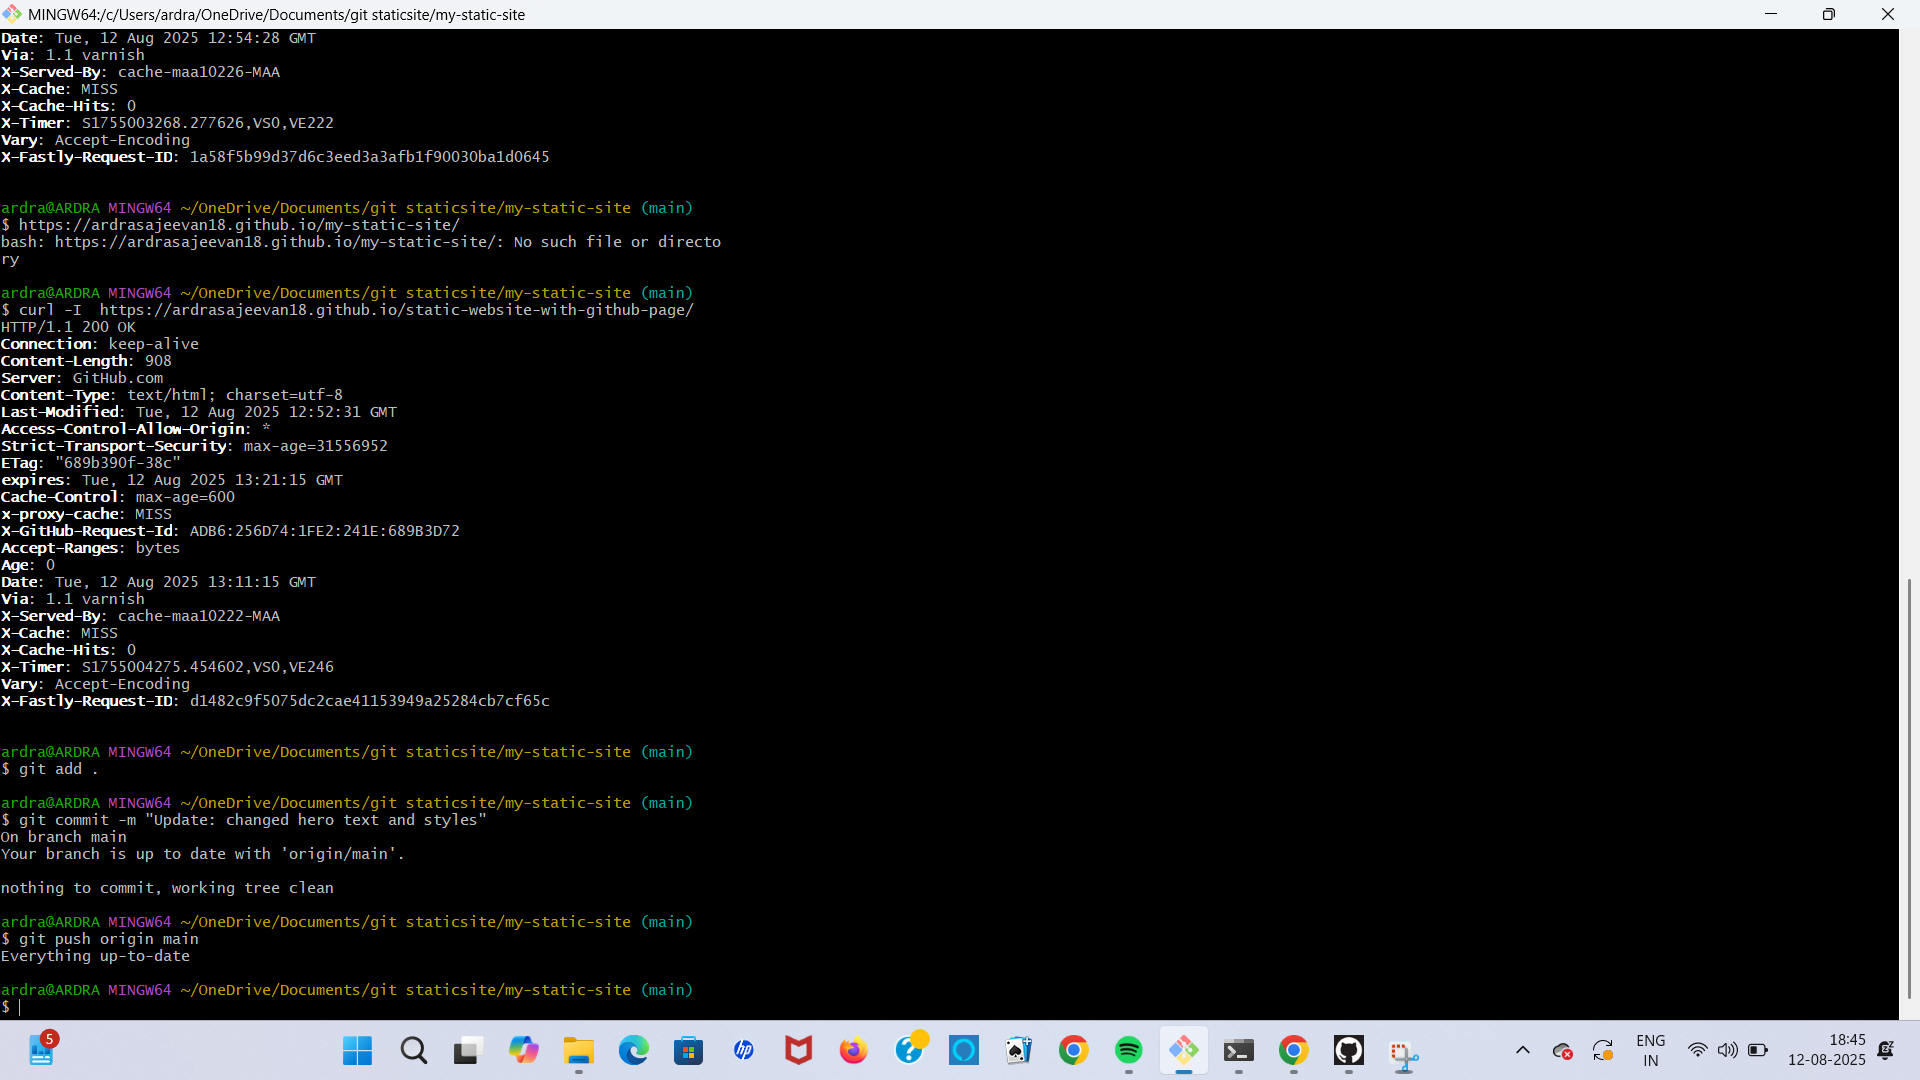 MINGW64:/c/Users/ardra/OneDrive/Documents/git staticsite/my-static-site
Date: Tue, 12 Aug 2025 12:54:28 GMT
Via: 1.1 varnish
X-Served-By: cache-maa10226-MAA
X-Cache: MISS
X-Cache-Hits: 0
X-Timer: S1755003268.277626,VS0,VE222
Vary: Accept-Encoding
X-Fastly-Request-ID: 1a58f5b99d37d6c3eed3a3afb1f90030ba1d0645
ardra@ARDRA MINGW64 ~/OneDrive/Documents/git staticsite/my-static-site (main)
$ https://ardrasajeevan18.github.io/my-static-site/
bash: https://ardrasajeevan18.github.io/my-static-site/: No such file or directo
ry
ardra@ARDRA MINGW64 ~/OneDrive/Documents/git staticsite/my-static-site (main)
$ curl -I  https://ardrasajeevan18.github.io/static-website-with-github-page/
HTTP/1.1 200 OK
Connection: keep-alive
Content-Length: 908
Server: GitHub.com
Content-Type: text/html; charset=utf-8
Last-Modified: Tue, 12 Aug 2025 12:52:31 GMT
Access-Control-Allow-Origin: *
Strict-Transport-Security: max-age=31556952
ETag: "689b390f-38c"
expires: Tue, 12 Aug 2025 13:21:15 GMT
Cache-Control: max-age=600
x-proxy-cache: MISS
X-GitHub-Request-Id: ADB6:256D74:1FE2:241E:689B3D72
Accept-Ranges: bytes
Age: 0
Date: Tue, 12 Aug 2025 13:11:15 GMT
Via: 1.1 varnish
X-Served-By: cache-maa10222-MAA
X-Cache: MISS
X-Cache-Hits: 0
X-Timer: S1755004275.454602,VS0,VE246
Vary: Accept-Encoding
X-Fastly-Request-ID: d1482c9f5075dc2cae41153949a25284cb7cf65c
ardra@ARDRA MINGW64 ~/OneDrive/Documents/git staticsite/my-static-site (main)
$ git add .
ardra@ARDRA MINGW64 ~/OneDrive/Documents/git staticsite/my-static-site (main)
$ git commit -m "Update: changed hero text and styles"
On branch main
Your branch is up to date with 'origin/main'.
nothing to commit, working tree clean
ardra@ARDRA MINGW64 ~/OneDrive/Documents/git staticsite/my-static-site (main)
$ git push origin main
Everything up-to-date
ardra@ARDRA MINGW64 ~/OneDrive/Documents/git staticsite/my-static-site (main)
$
5
hp
ENG
IN
18:45
12-08-2025